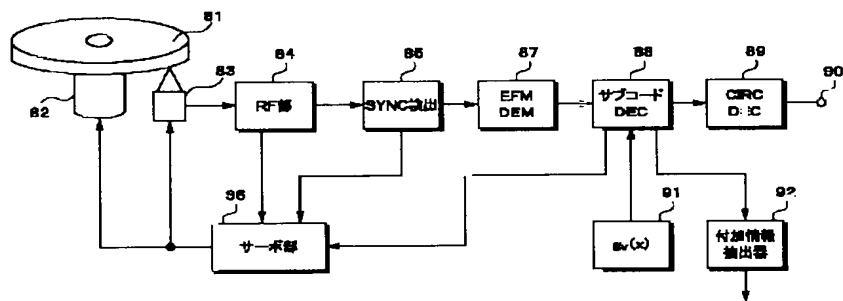 81
82
83
84
RF部
86
SYNC検出
87
EFM
DEM
88
サブコード
DEC
89
CIRC
DEC
90
サーボ部
91
92
付加情報
抽出器